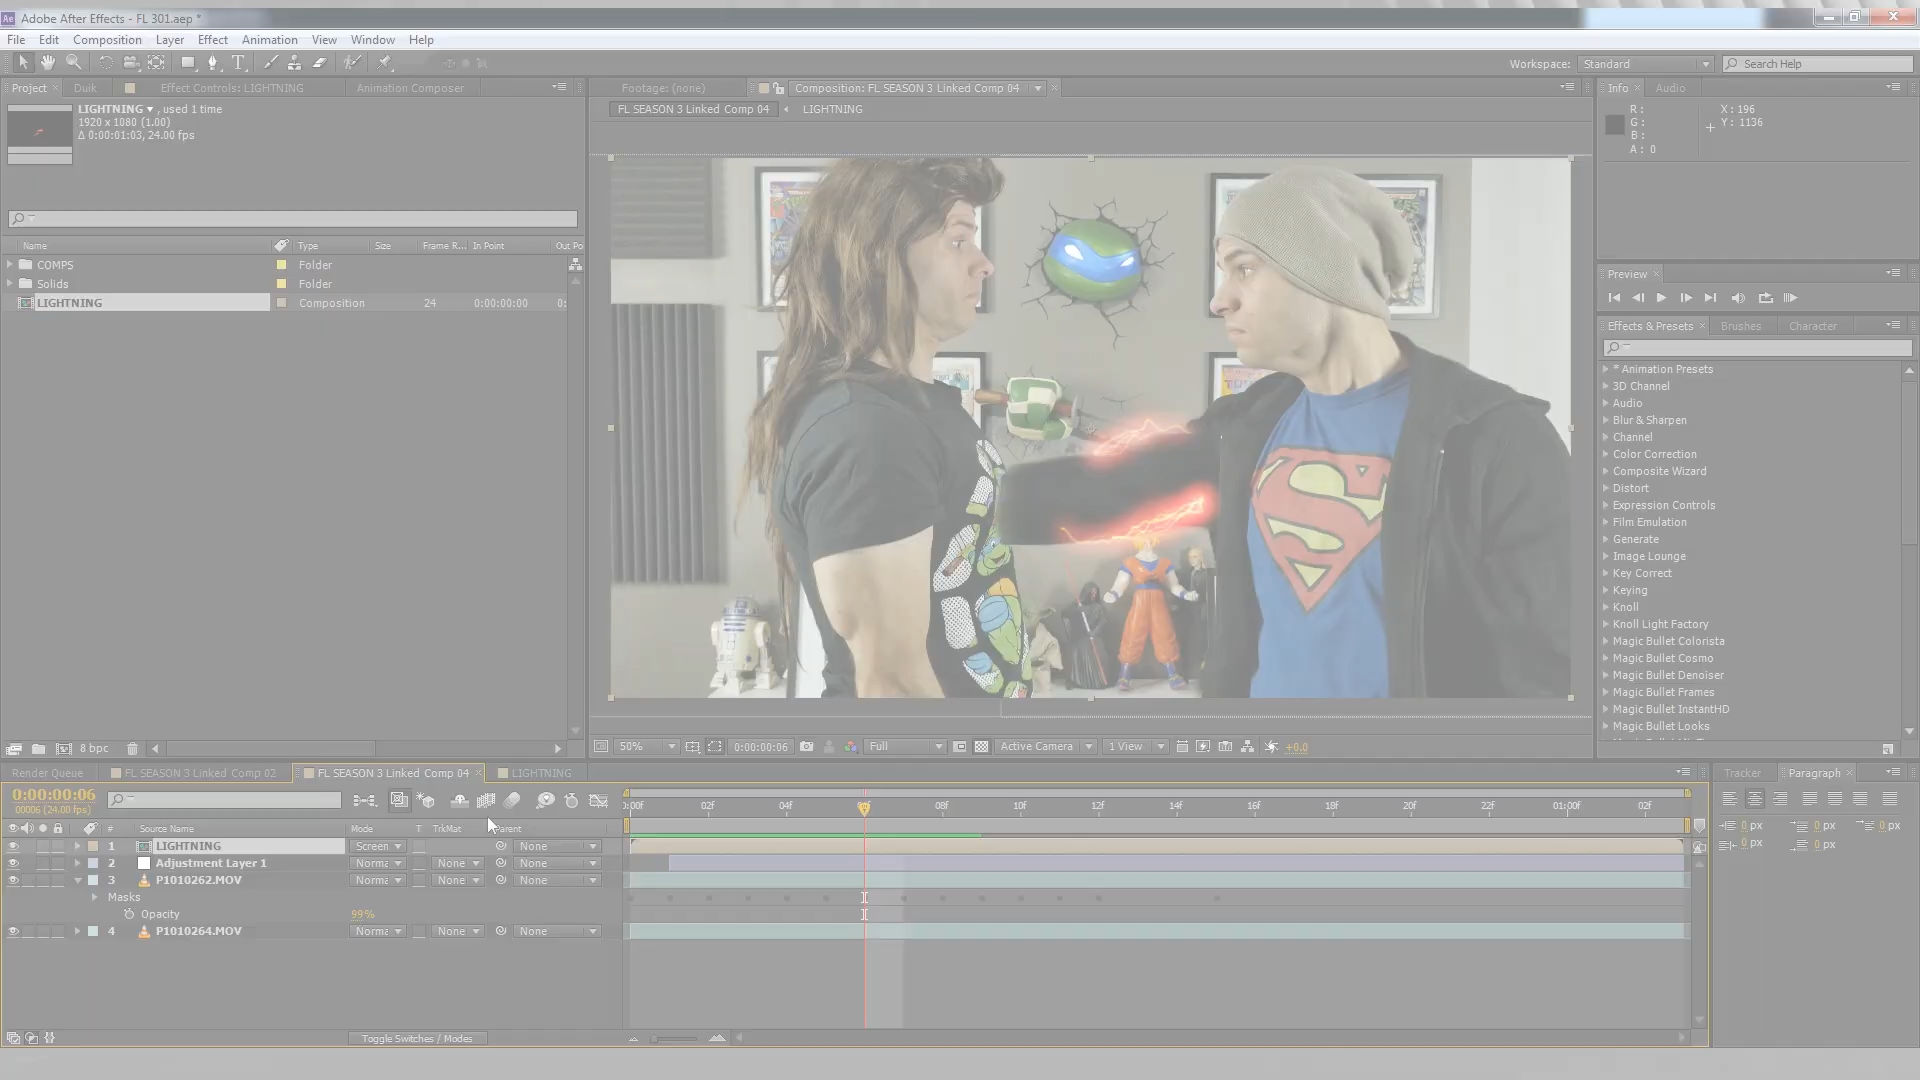 Adobe After Effects - FL 301.aep *
File Edit Composition Layer Effect Animation View Window Help
Workspace: Standard Search Help
Project Duik Effect Controls: LIGHTNING Animation Composer
Footage: (none) Composition: FL SEASON 3 Linked Comp 04
Info Audio
LIGHTNING , used 1 time
1920 x 1080 (1.00)
Δ 0:00:01:03, 24.00 fps
FL SEASON 3 Linked Comp 04 LIGHTNING
R:
G:
B:
A: 0
X: 196
Y: 1136
Name Type Size Frame R... In Point Out Po
COMPS Folder
Solids Folder
LIGHTNING Composition 24 0:00:00:00 0:
Preview
Effects & Presets Brushes Character
* Animation Presets
3D Channel
Audio
Blur & Sharpen
Channel
Color Correction
Composite Wizard
Distort
Expression Controls
Film Emulation
Generate
Image Lounge
Key Correct
Keying
Knoll
Knoll Light Factory
Magic Bullet Colorista
Magic Bullet Cosmo
Magic Bullet Denoiser
Magic Bullet Frames
Magic Bullet InstantHD
Magic Bullet Looks
8 bpc
50% 0:00:00:06 Full Active Camera 1 View +0.0
Render Queue FL SEASON 3 Linked Comp 02 FL SEASON 3 Linked Comp 04 LIGHTNING
Tracker Paragraph
0:00:00:06
00006 (24.00 fps)
02f 04f 08f 10f 12f 14f 16f 18f 20f 22f 01:00f 02f
0 px 0 px 0 px
0 px 0 px
# Source Name Mode T TrkMat Parent
1 LIGHTNING Screen None
2 Adjustment Layer 1 Norma None None
3 P1010262.MOV Norma None None
Masks
Opacity 99%
4 P1010264.MOV Norma None None
Toggle Switches / Modes